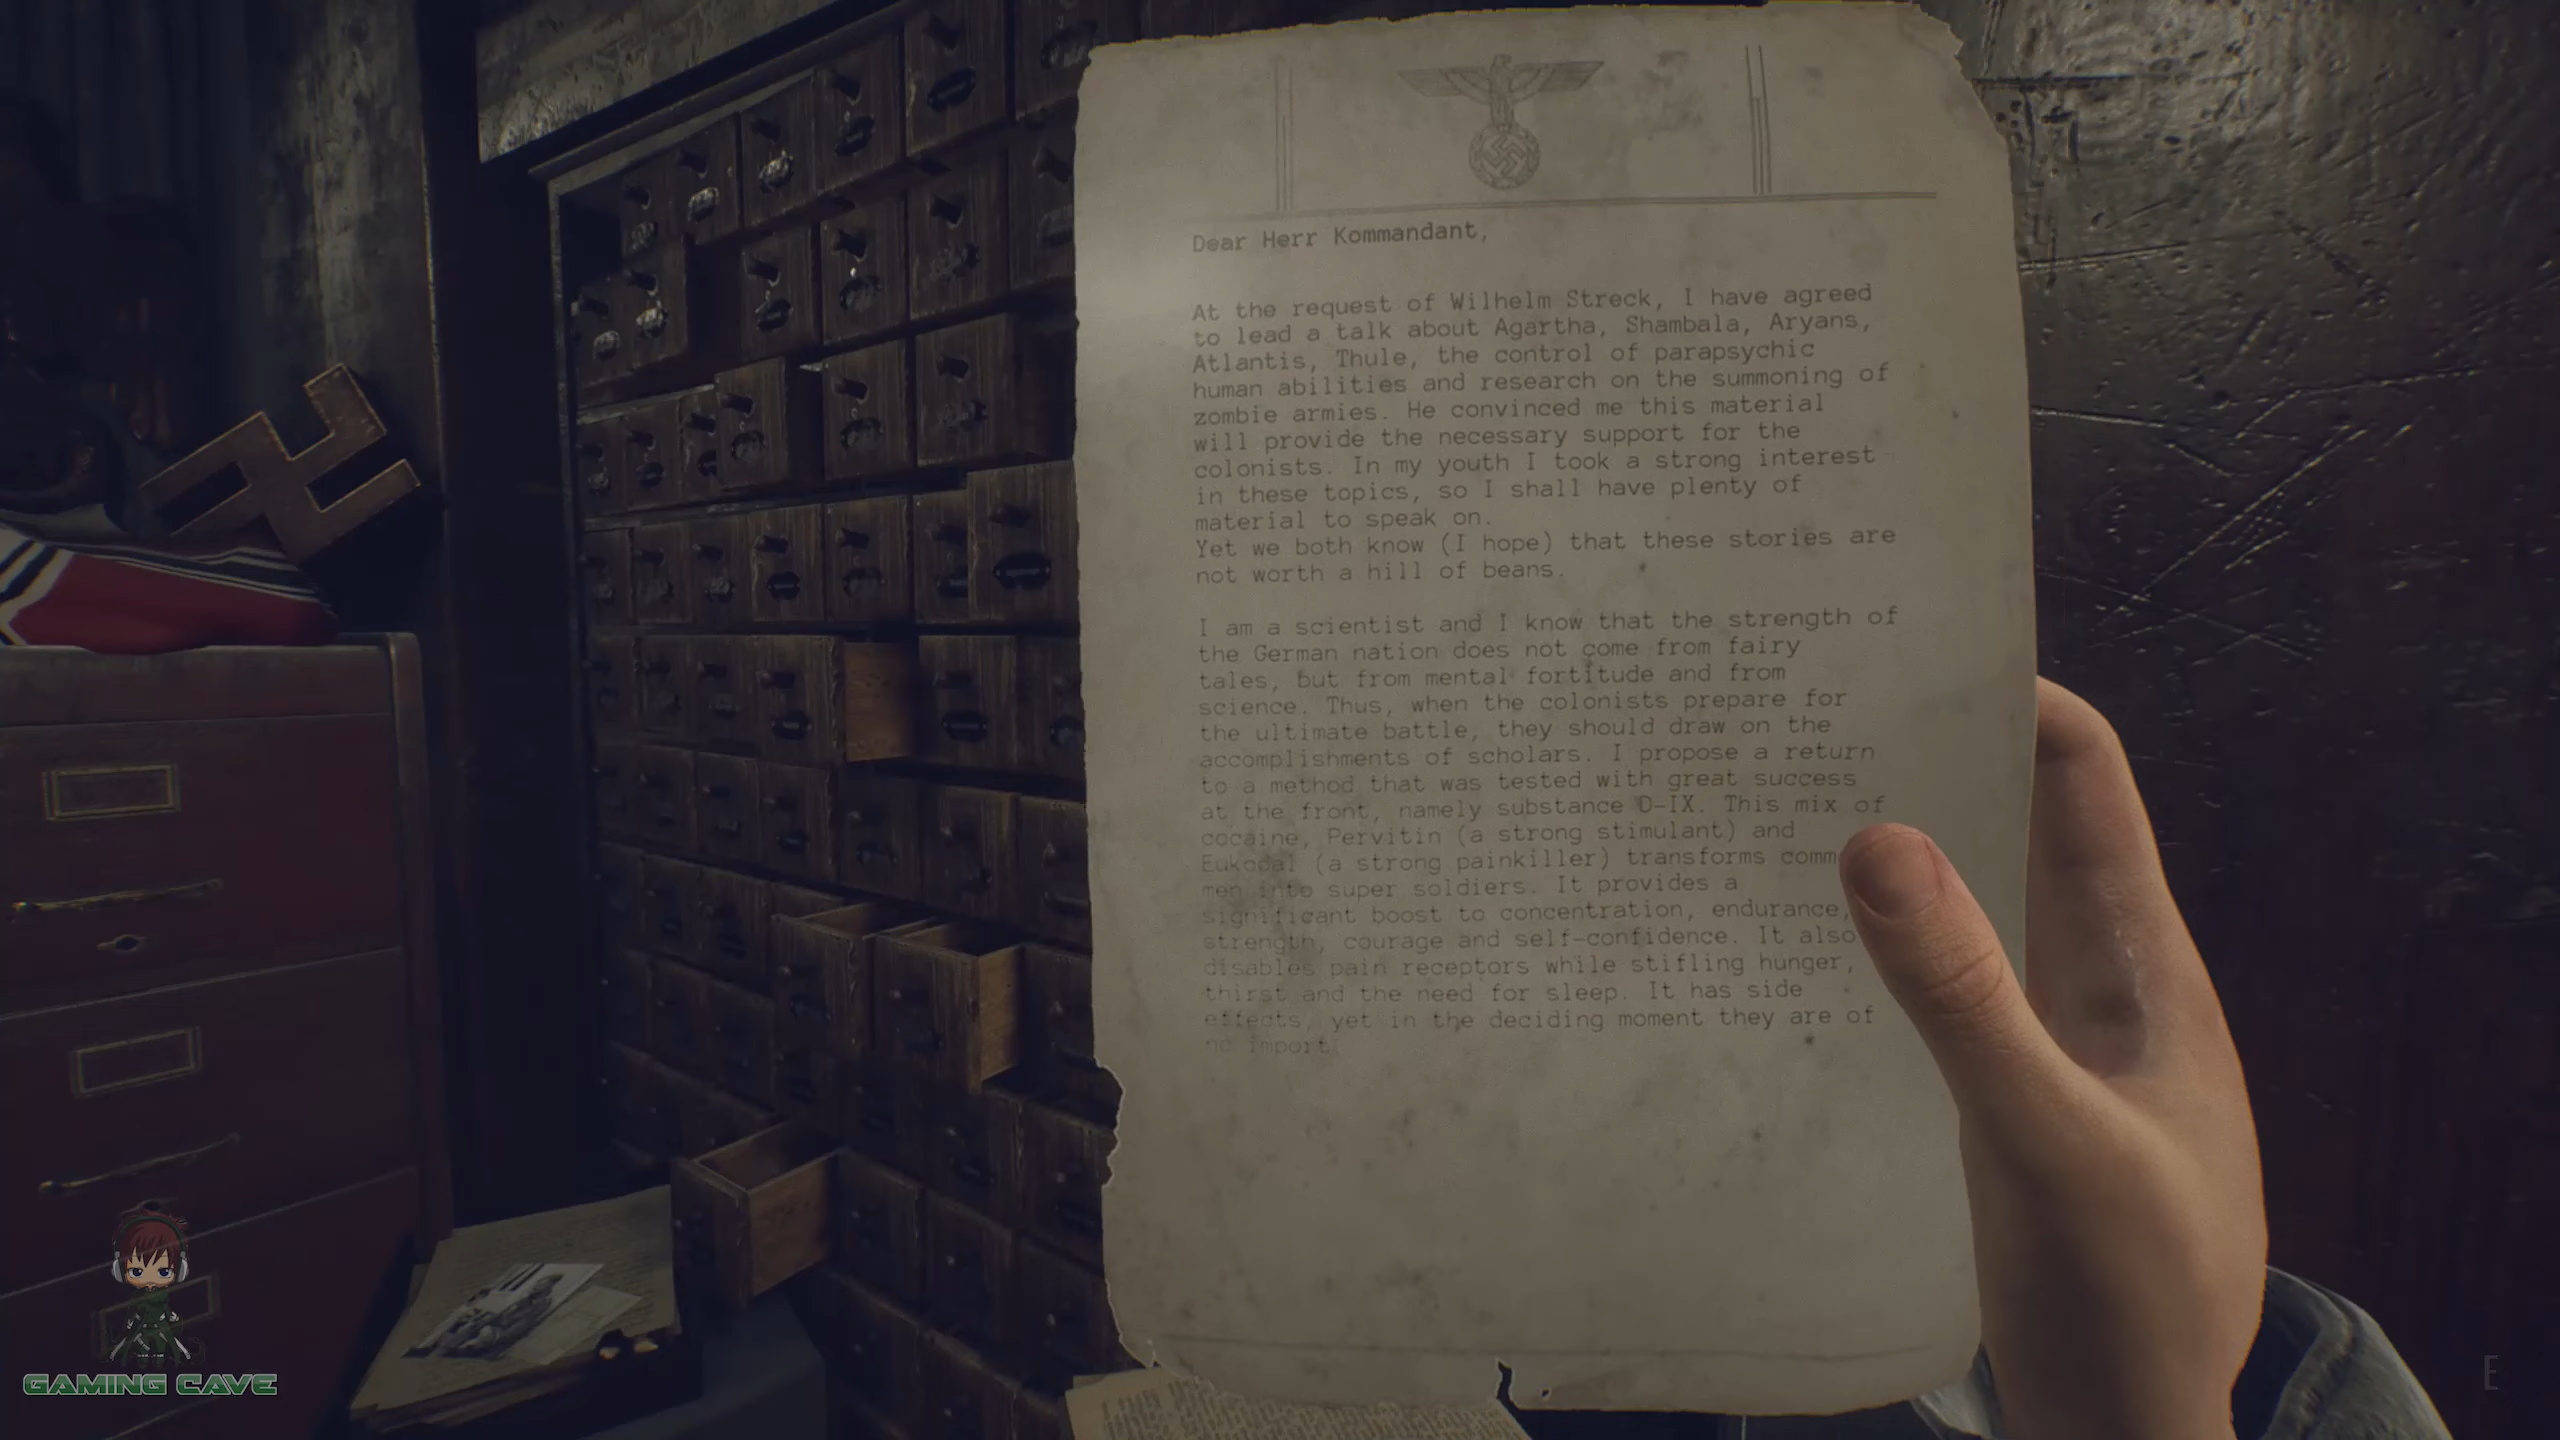 Dear Herr Kommandant,
At the request of Wilhelm Streck, I have agreed
to lead a talk about Agartha, Shambala, Aryans,
Atlantis, Thule, the control of parapsychic
human abilities and research on the summoning of
zombie armies. He convinced me this material
will provide the necessary support for the
colonists. In my youth I took a strong interest
in these topics, so I shall have plenty of
material to speak on.
Yet we both know (I hope) that these stories are
not worth a hill of beans.
I am a scientist and I know that the strength of
the German nation does not come from fairy
tales, but from mental fortitude and from
science. Thus, when the colonists prepare for
the ultimate battle, they should draw on the
accomplishments of scholars. I propose a return
to a method that was tested with great success
at the front, namely substance D-IX. This mix of
cocaine, Pervitin (a strong stimulant) and
Eukodal (a strong painkiller) transforms comm
men into super soldiers. It provides a
significant boost to concentration, endurance,
strength, courage and self-confidence. It also
disables pain receptors while stifling hunger,
thirst and the need for sleep. It has side
effects, yet in the deciding moment they are of
no import.
GAMING CAVE
E